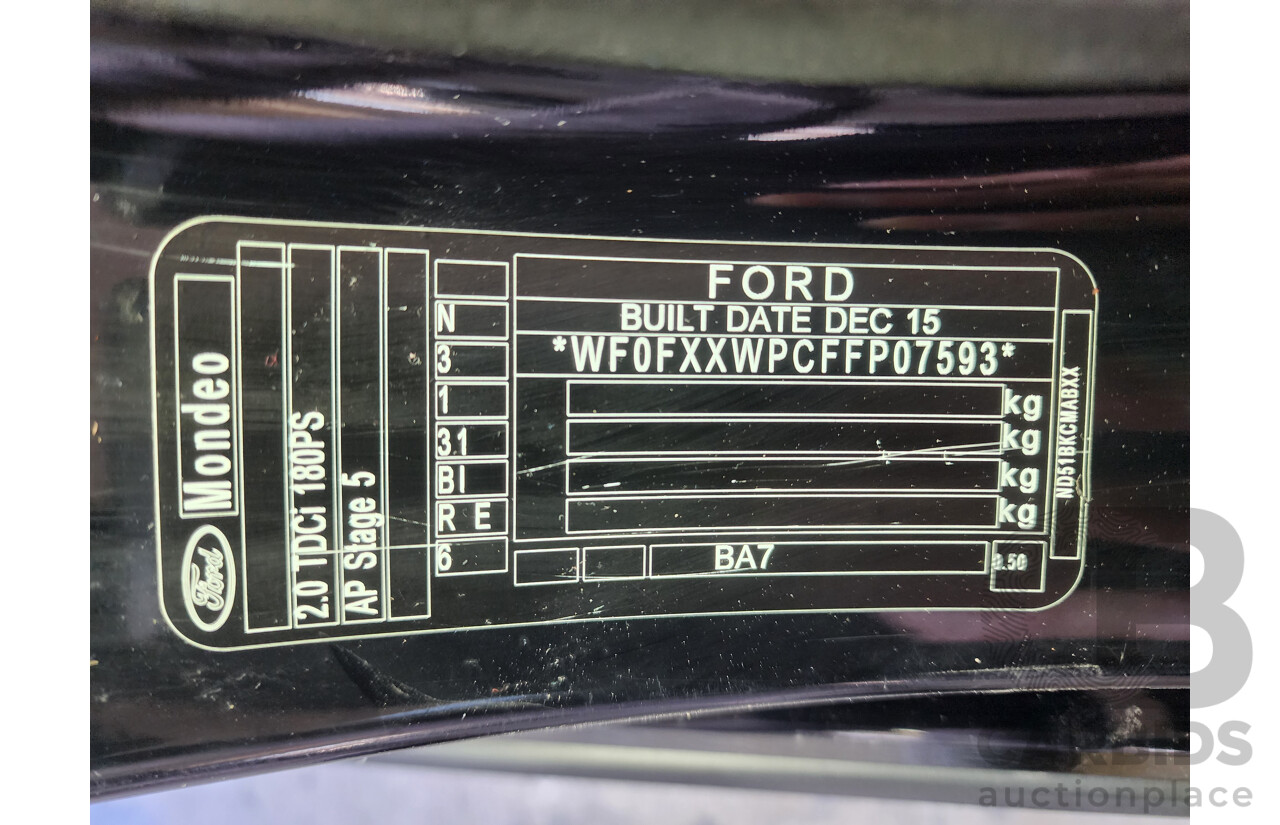 FORD
BUILT DATE DEC 15
*WF0FXXWPCFFP07593*
kg
kg
kg
kg
BA7
N
3
1
31
BI
R E
6
Ford
Mondeo
2.0 TDCi 180PS
AP Stage 5
ND51BKCMABXX
B
auctionplace